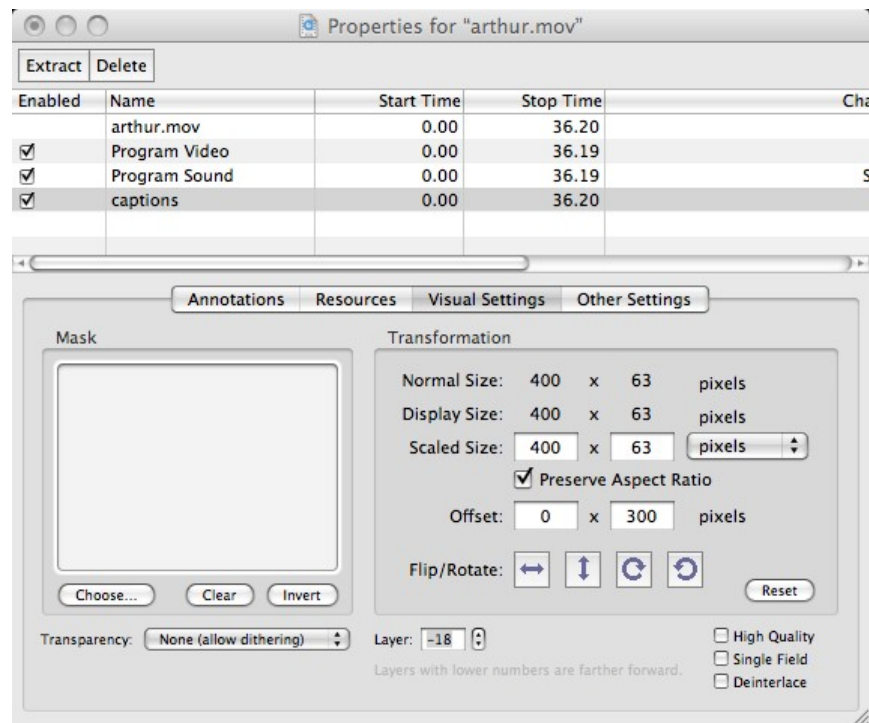 Properties for “arthur.mov”
Extract Delete
Enabled Name Start Time Stop Time Cha
arthur.mov 0.00 36.20
Program Video 0.00 36.19
Program Sound 0.00 36.19 S
captions 0.00 36.20
Annotations Resources Visual Settings Other Settings
Mask
Transformation
Normal Size: 400 x 63 pixels
Display Size: 400 x 63 pixels
Scaled Size: 400 x 63 pixels
Preserve Aspect Ratio
Offset: 0 x 300 pixels
Flip/Rotate:
Reset
Choose... Clear Invert
Transparency: None (allow dithering)
Layer: -18
Layers with lower numbers are farther forward.
High Quality
Single Field
Deinterlace